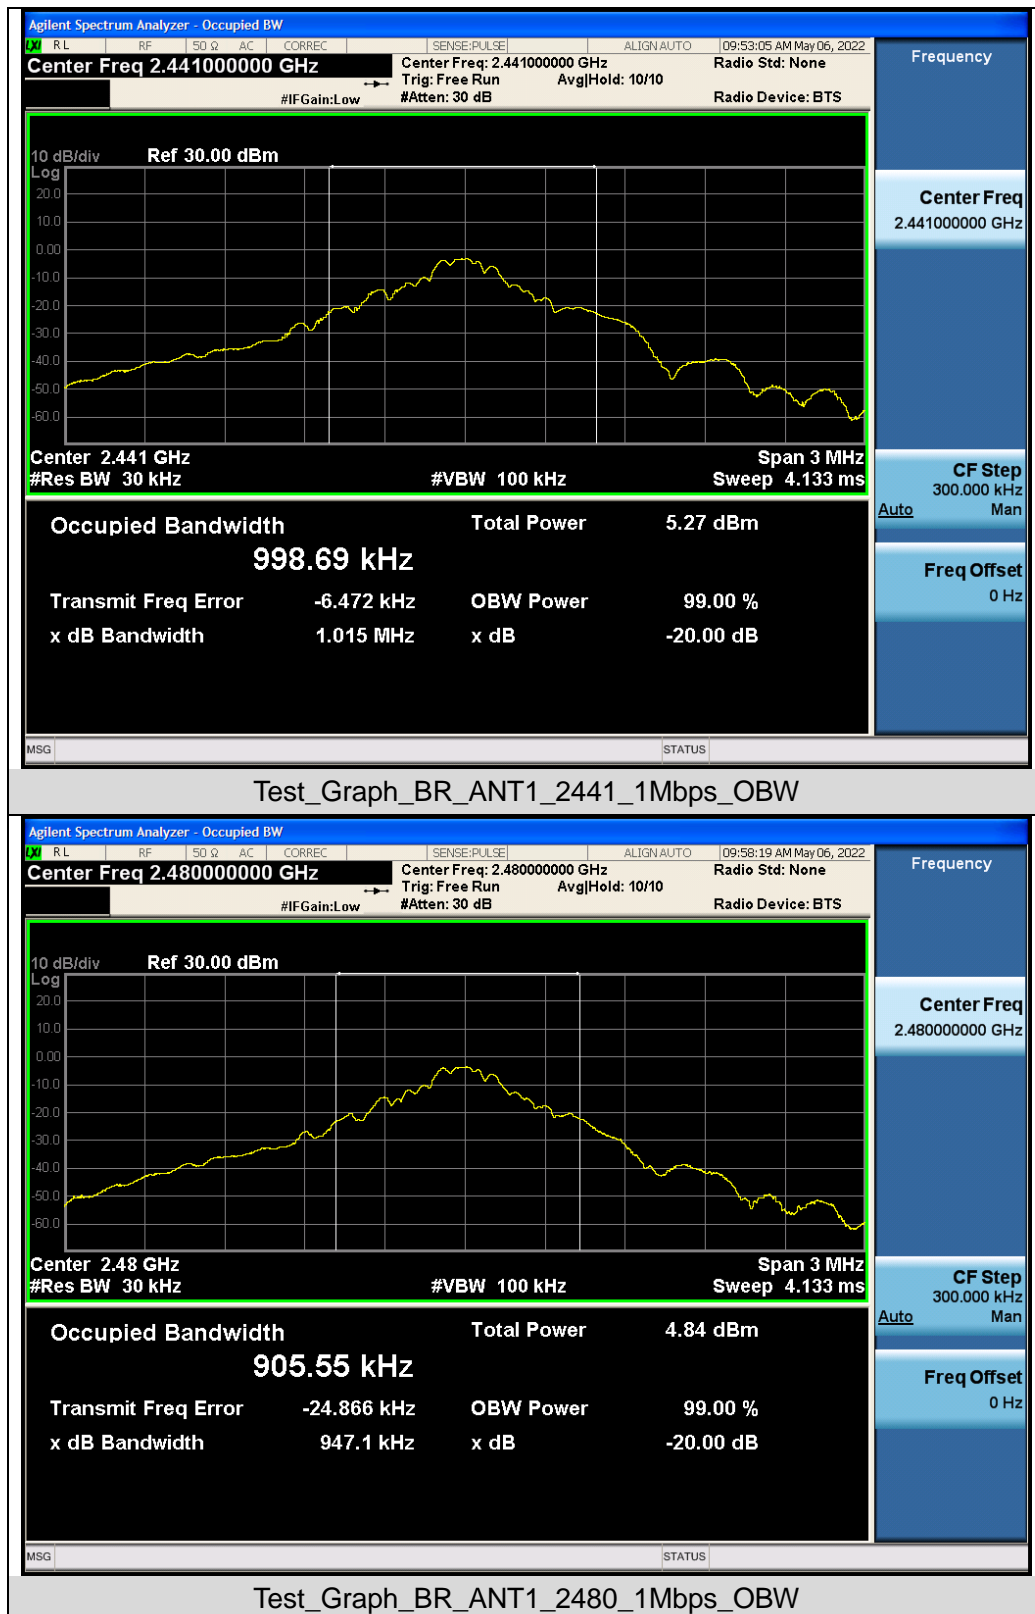 Agilent Spectrum Analyzer - Occupied BW
LXI RL RF 50 Ω AC CORREC SENSE:PULSE ALIGN AUTO 09:53:05 AM May 06, 2022
Center Freq 2.441000000 GHz
Center Freq: 2.441000000 GHz
Radio Std: None
Trig: Free Run Avg|Hold: 10/10
#IFGain:Low
#Atten: 30 dB
Radio Device: BTS
10 dB/div Ref 30.00 dBm
Log
20.0
10.0
0.00
-10.0
-20.0
-30.0
-40.0
-50.0
-60.0
Center 2.441 GHz
Span 3 MHz
#Res BW 30 kHz
#VBW 100 kHz
Sweep 4.133 ms
Occupied Bandwidth
Total Power 5.27 dBm
998.69 kHz
Transmit Freq Error -6.472 kHz
OBW Power 99.00 %
x dB Bandwidth 1.015 MHz
x dB -20.00 dB
MSG
STATUS
Frequency
Center Freq
2.441000000 GHz
CF Step
300.000 kHz
Auto Man
Freq Offset
0 Hz
Test_Graph_BR_ANT1_2441_1Mbps_OBW
Agilent Spectrum Analyzer - Occupied BW
LXI RL RF 50 Ω AC CORREC SENSE:PULSE ALIGN AUTO 09:58:19 AM May 06, 2022
Center Freq 2.480000000 GHz
Center Freq: 2.480000000 GHz
Radio Std: None
Trig: Free Run Avg|Hold: 10/10
#IFGain:Low
#Atten: 30 dB
Radio Device: BTS
10 dB/div Ref 30.00 dBm
Log
20.0
10.0
0.00
-10.0
-20.0
-30.0
-40.0
-50.0
-60.0
Center 2.48 GHz
Span 3 MHz
#Res BW 30 kHz
#VBW 100 kHz
Sweep 4.133 ms
Occupied Bandwidth
Total Power 4.84 dBm
905.55 kHz
Transmit Freq Error -24.866 kHz
OBW Power 99.00 %
x dB Bandwidth 947.1 kHz
x dB -20.00 dB
MSG
STATUS
Frequency
Center Freq
2.480000000 GHz
CF Step
300.000 kHz
Auto Man
Freq Offset
0 Hz
Test_Graph_BR_ANT1_2480_1Mbps_OBW